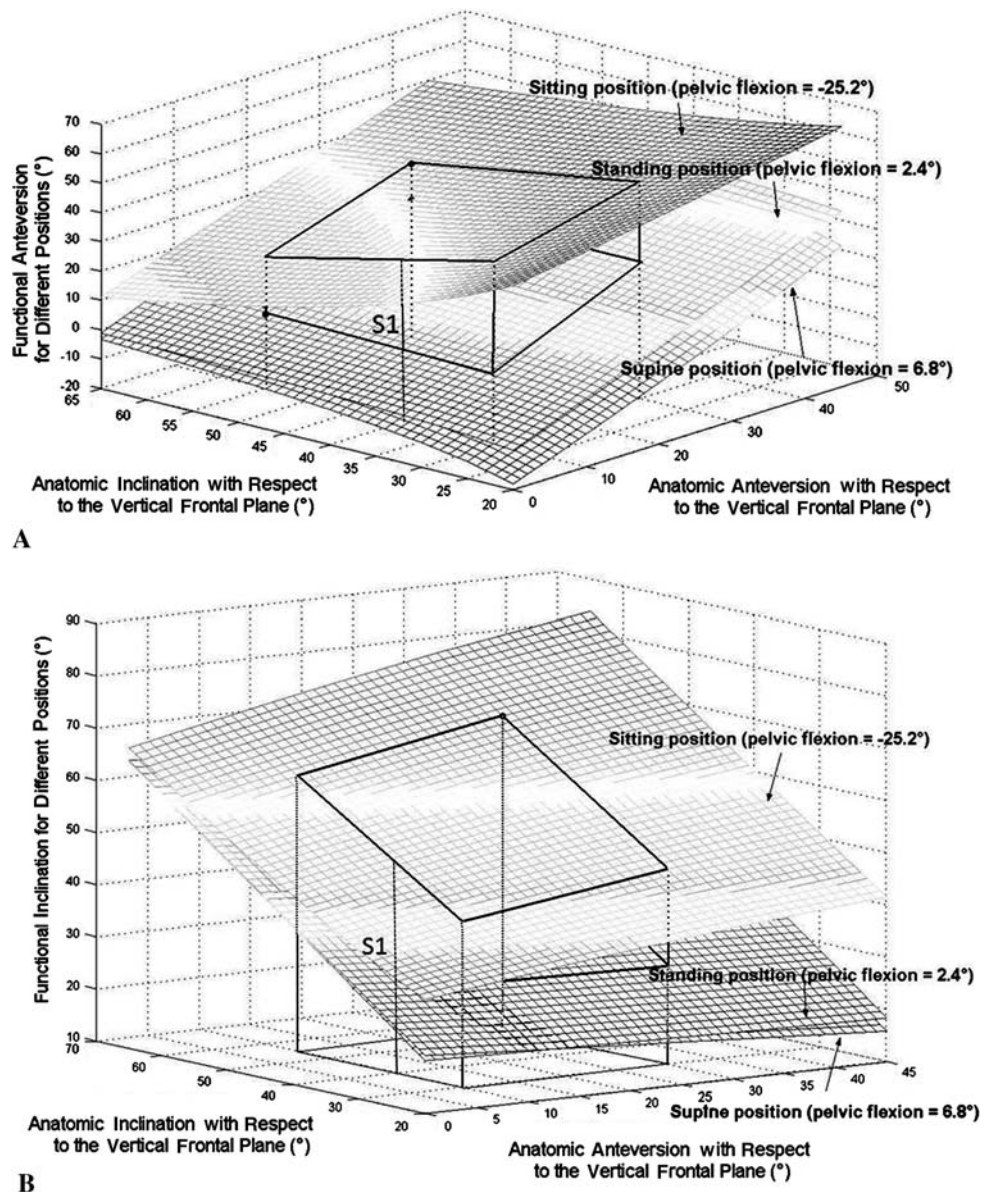 Sitting position (pelvic flexion = -25.2°)
Standing position (pelvic flexion = 2.4°)
Supine position (pelvic flexion = 6.8°)
S1
Functional Anteversion
for Different Positions (°)
70
60
50
40
30
20
10
0
-10
-20
65
60
55
50
45
40
35
30
25
20
0
10
20
30
40
50
Anatomic Inclination with Respect
to the Vertical Frontal Plane (°)
Anatomic Anteversion with Respect
to the Vertical Frontal Plane (°)
A
Sitting position (pelvic flexion = -25.2°)
Standing position (pelvic flexion = 2.4°)
Supine position (pelvic flexion = 6.8°)
S1
Functional Inclination for Different Positions (°)
90
80
70
60
50
40
30
20
10
70
60
50
40
30
20
0
5
10
15
20
25
30
35
40
45
Anatomic Inclination with Respect
to the Vertical Frontal Plane (°)
Anatomic Anteversion with Respect
to the Vertical Frontal Plane (°)
B